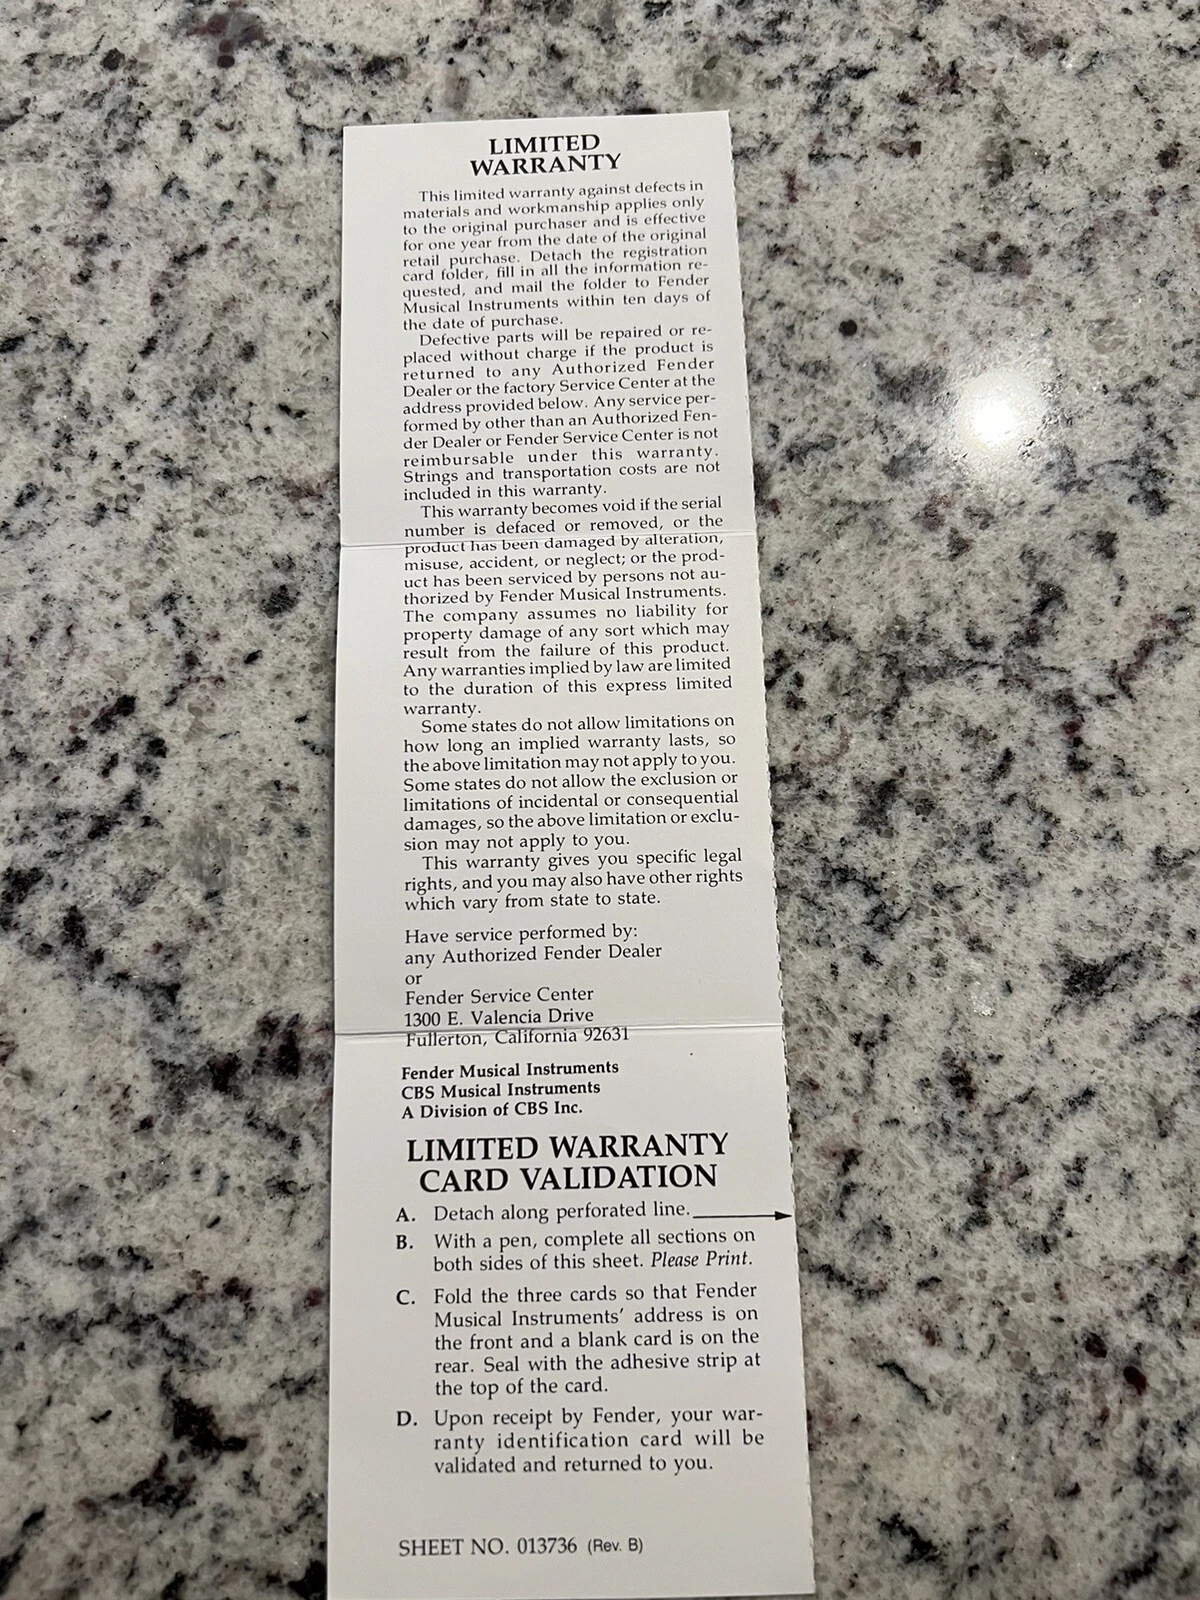 LIMITED
WARRANTY
This limited warranty against defects in
materials and workmanship applies only
to the original purchaser and is effective
for one year from the date of the original
retail purchase. Detach the registration
card folder, fill in all the information re-
quested, and mail the folder to Fender
Musical Instruments within ten days of
the date of purchase.
Defective parts will be repaired or re-
placed without charge if the product is
returned to any Authorized Fender
Dealer or the factory Service Center at the
address provided below. Any service per-
formed by other than an Authorized Fen-
der Dealer or Fender Service Center is not
reimbursable under this warranty.
Strings and transportation costs are not
included in this warranty.
This warranty becomes void if the serial
number is defaced or removed, or the
product has been damaged by alteration,
misuse, accident, or neglect; or the prod-
uct has been serviced by persons not au-
thorized by Fender Musical Instruments.
The company assumes no liability for
property damage of any sort which may
result from the failure of this product.
Any warranties implied by law are limited
to the duration of this express limited
warranty.
Some states do not allow limitations on
how long an implied warranty lasts, so
the above limitation may not apply to you.
Some states do not allow the exclusion or
limitations of incidental or consequential
damages, so the above limitation or exclu-
sion may not apply to you.
This warranty gives you specific legal
rights, and you may also have other rights
which vary from state to state.
Have service performed by:
any Authorized Fender Dealer
or
Fender Service Center
1300 E. Valencia Drive
Fullerton, California 92631
Fender Musical Instruments
CBS Musical Instruments
A Division of CBS Inc.
LIMITED WARRANTY
CARD VALIDATION
A. Detach along perforated line.
B. With a pen, complete all sections on
both sides of this sheet. Please Print.
C. Fold the three cards so that Fender
Musical Instruments' address is on
the front and a blank card is on the
rear. Seal with the adhesive strip at
the top of the card.
D. Upon receipt by Fender, your war-
ranty identification card will be
validated and returned to you.
SHEET NO. 013736 (Rev. B)